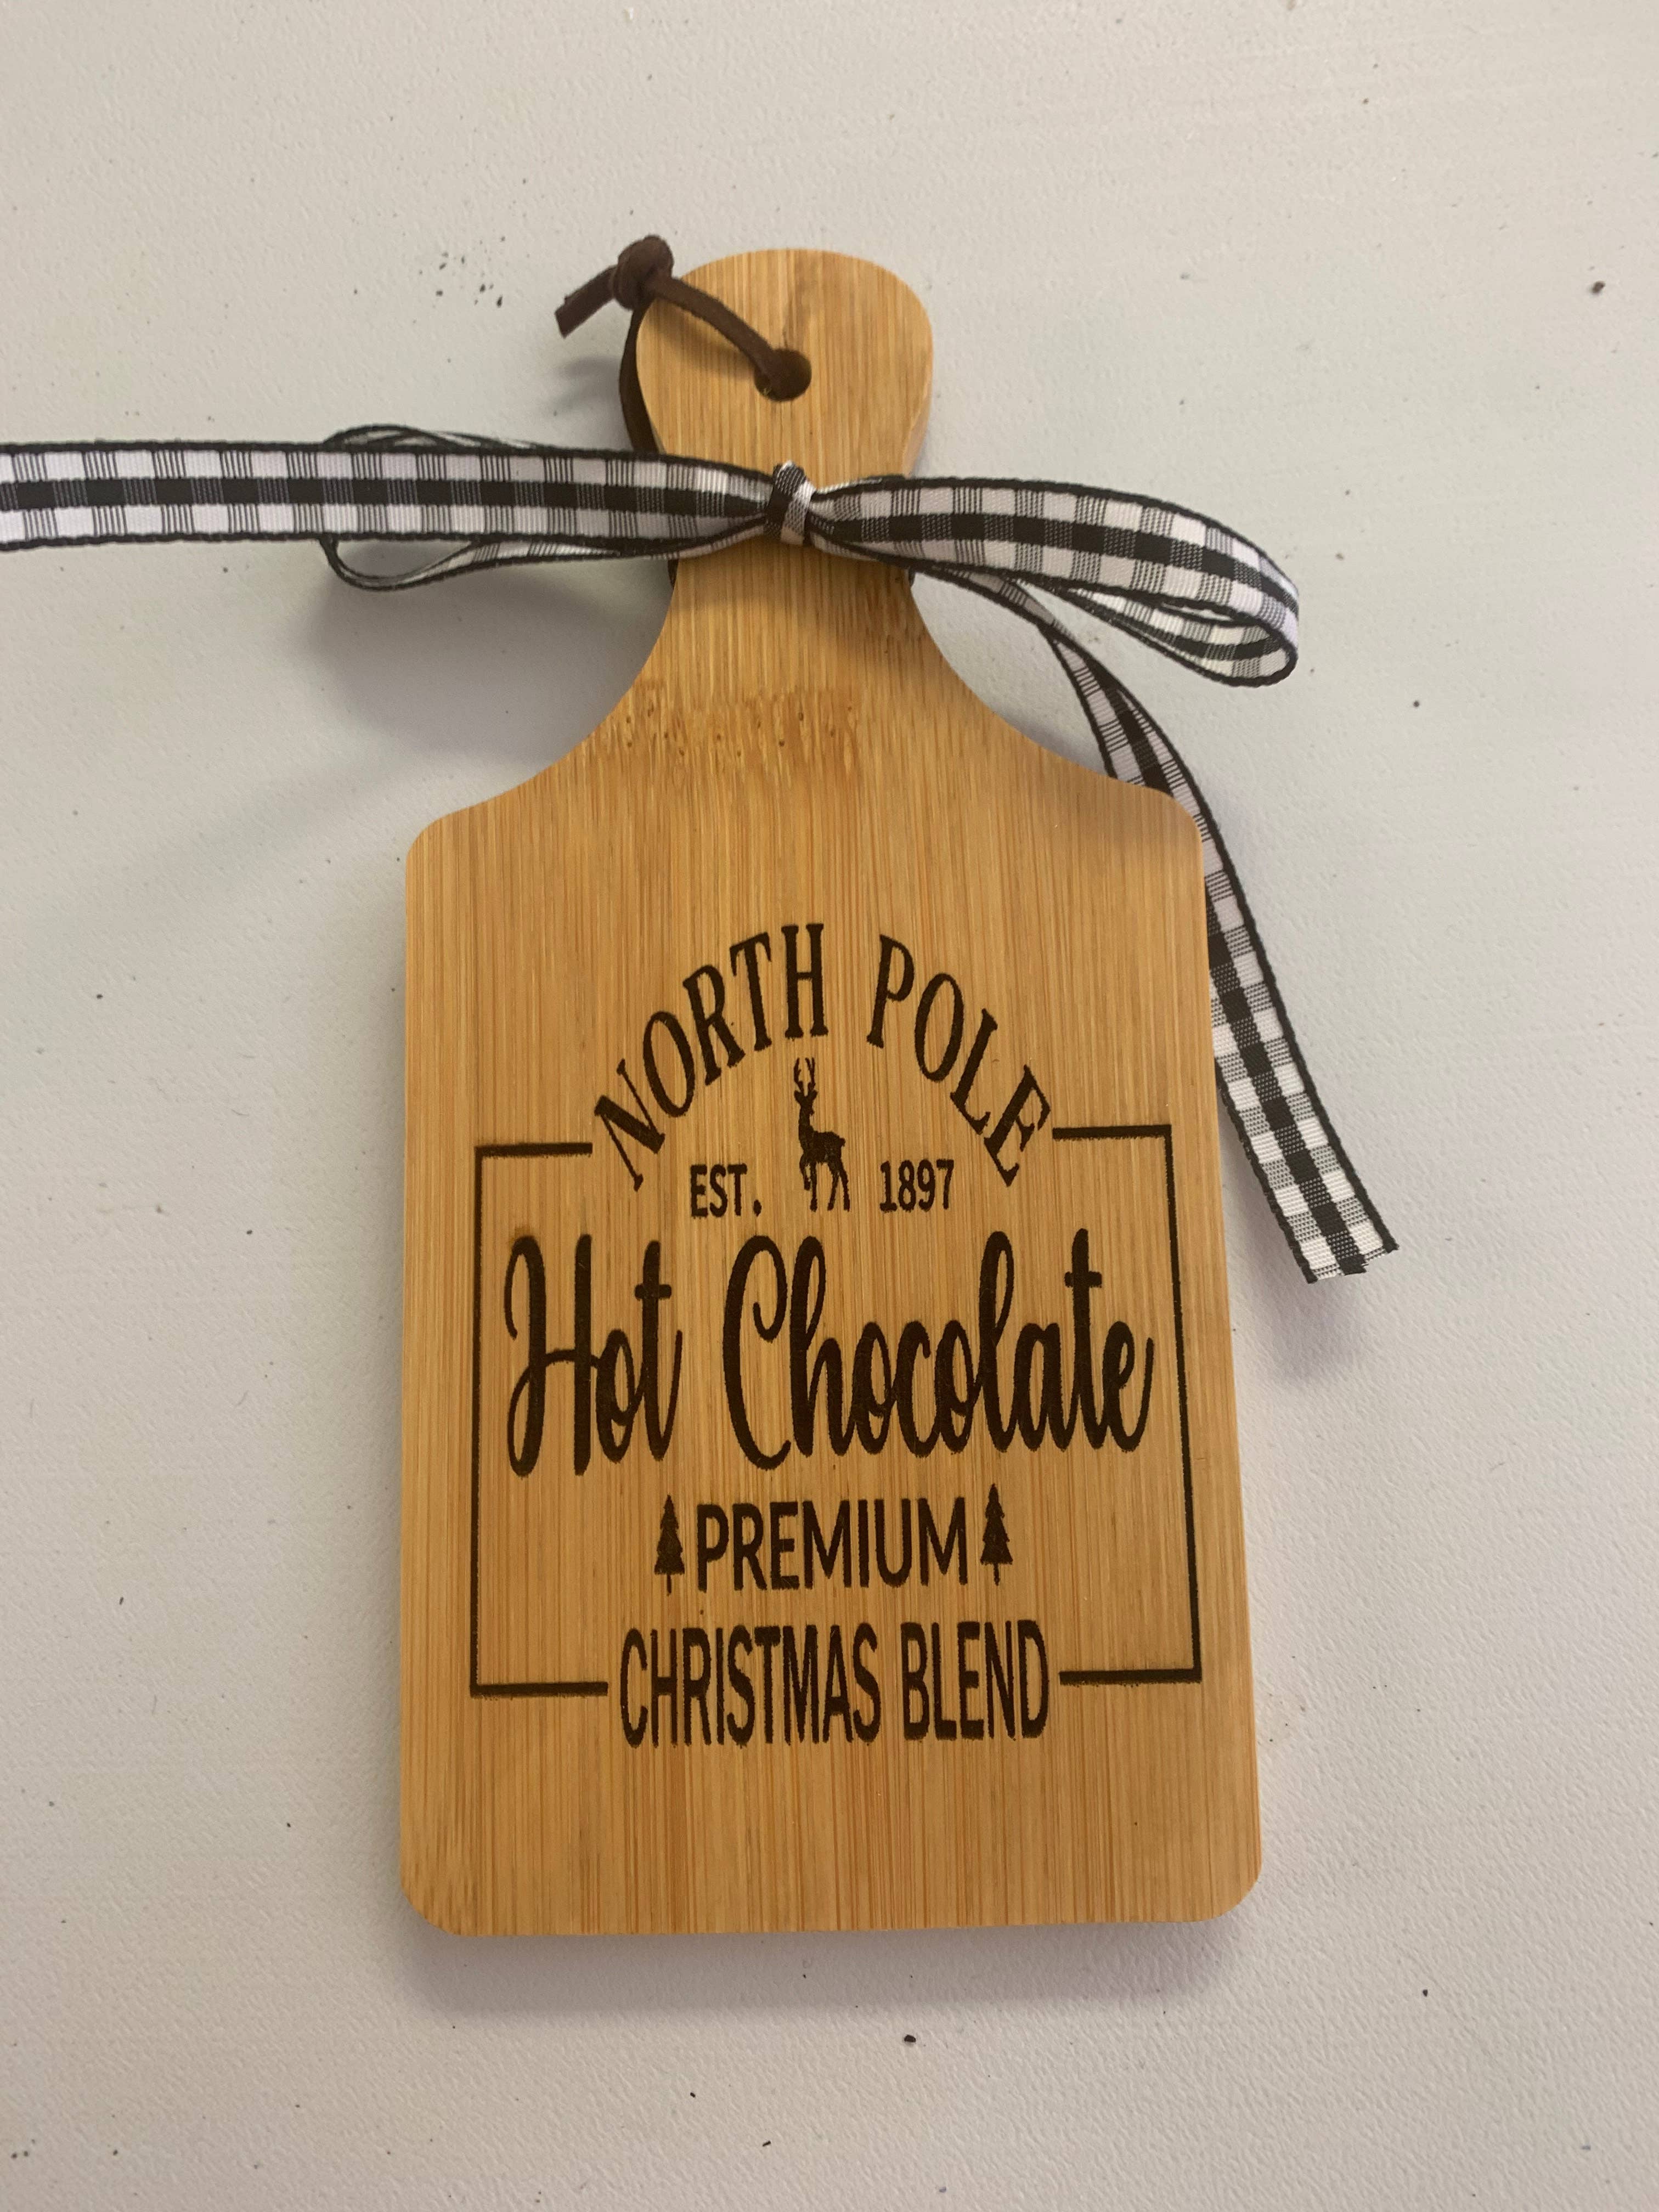 NORTH POLE
EST. 1897
Hot Chocolate
PREMIUM
CHRISTMAS BLEND